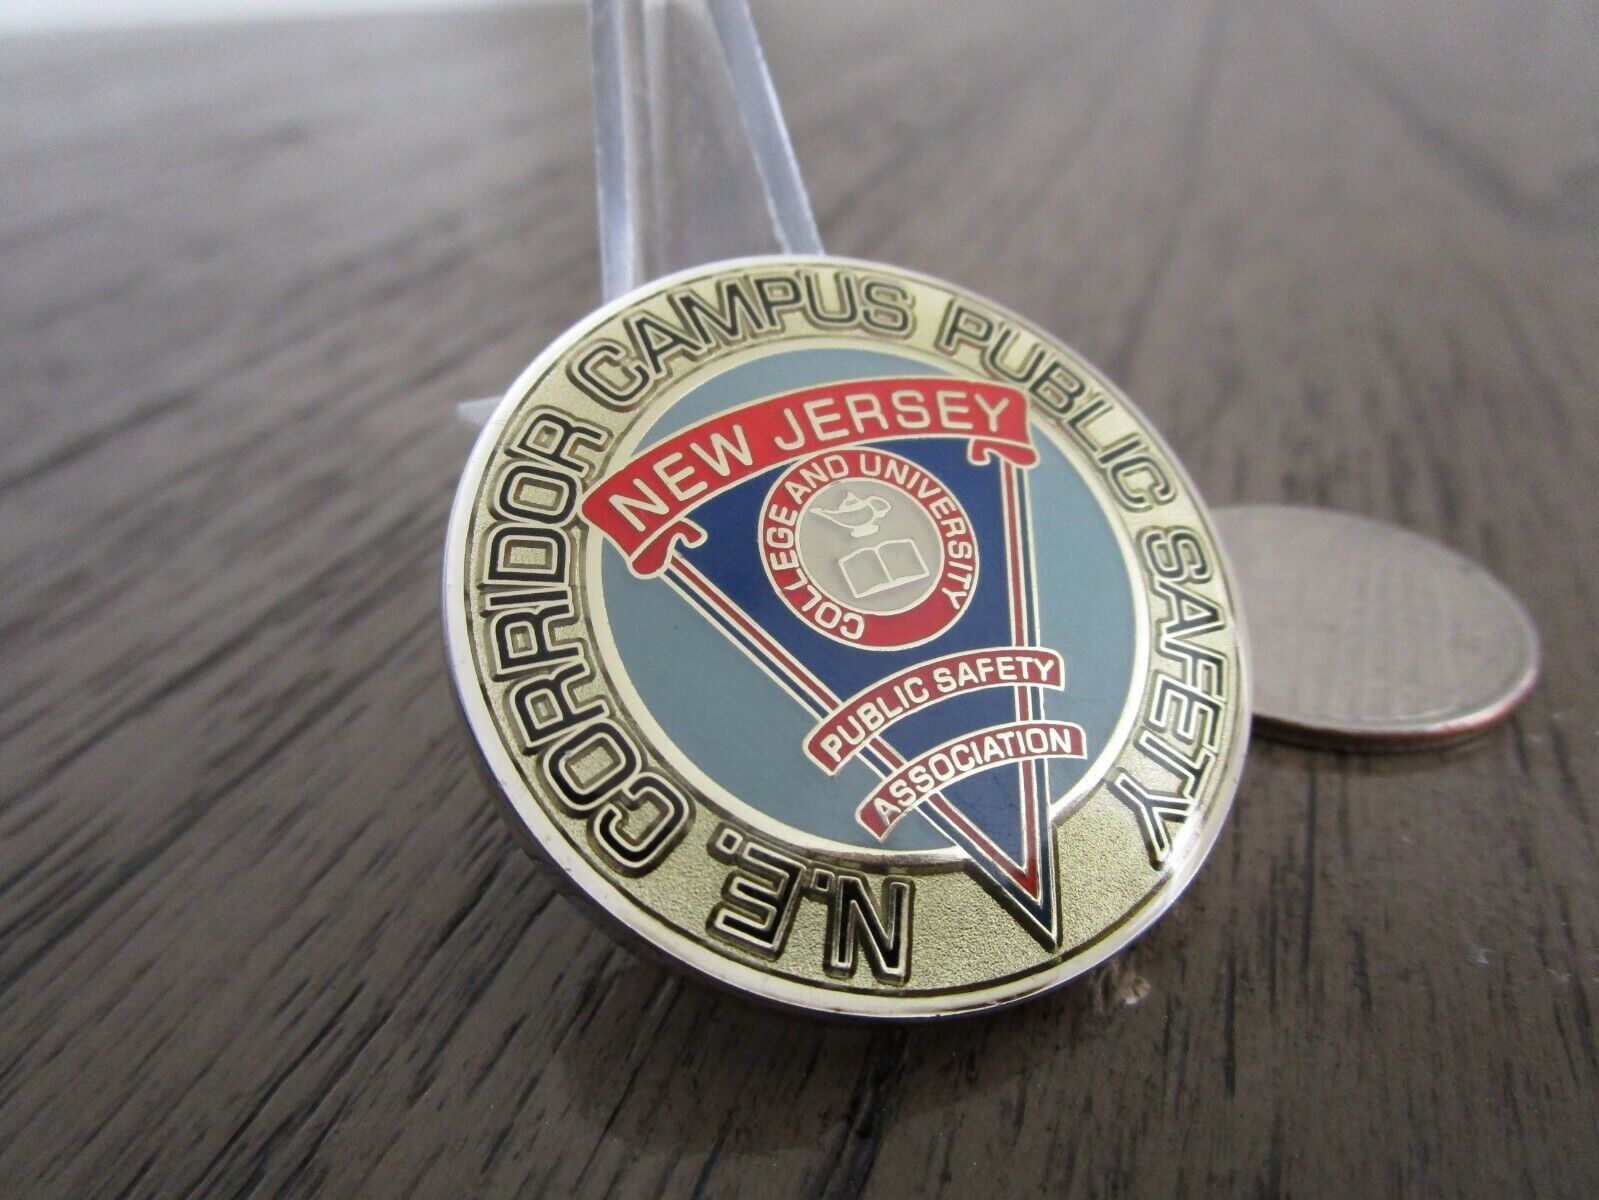 N.E. CORRIDOR CAMPUS PUBLIC SAFETY
NEW JERSEY
COLLEGE AND UNIVERSITY
PUBLIC SAFETY
ASSOCIATION